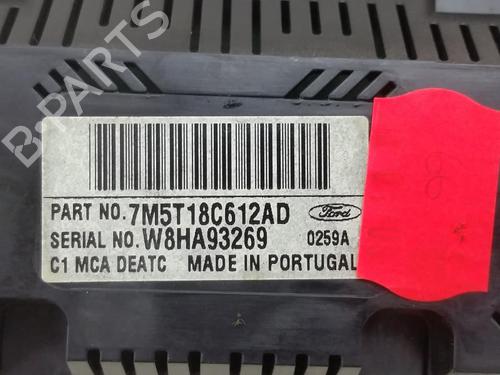 B-PARTS
PART NO. 7M5T18C612AD Ford
SERIAL NO. W8HA93269 0259A
C1 MCA DEATC MADE IN PORTUGAL